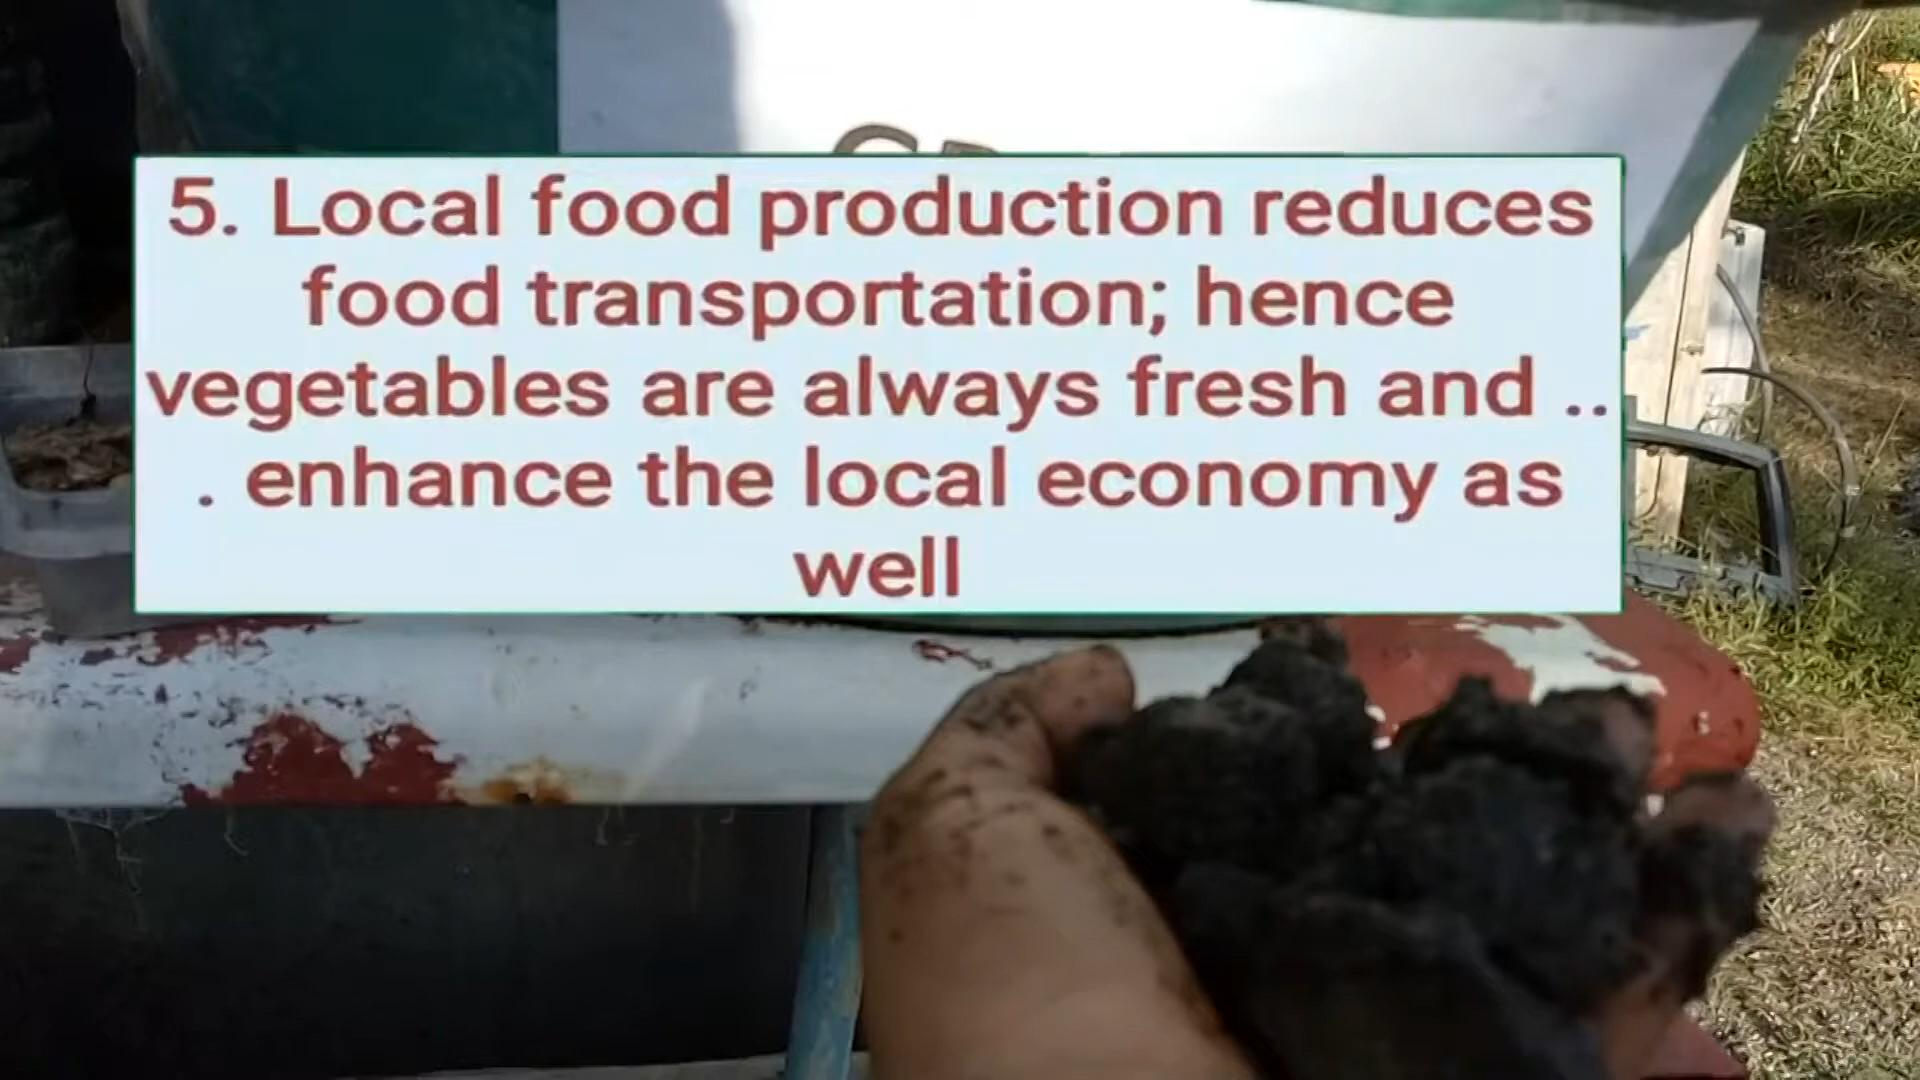 5. Local food production reduces
food transportation; hence
vegetables are always fresh and ..
. enhance the local economy as
well